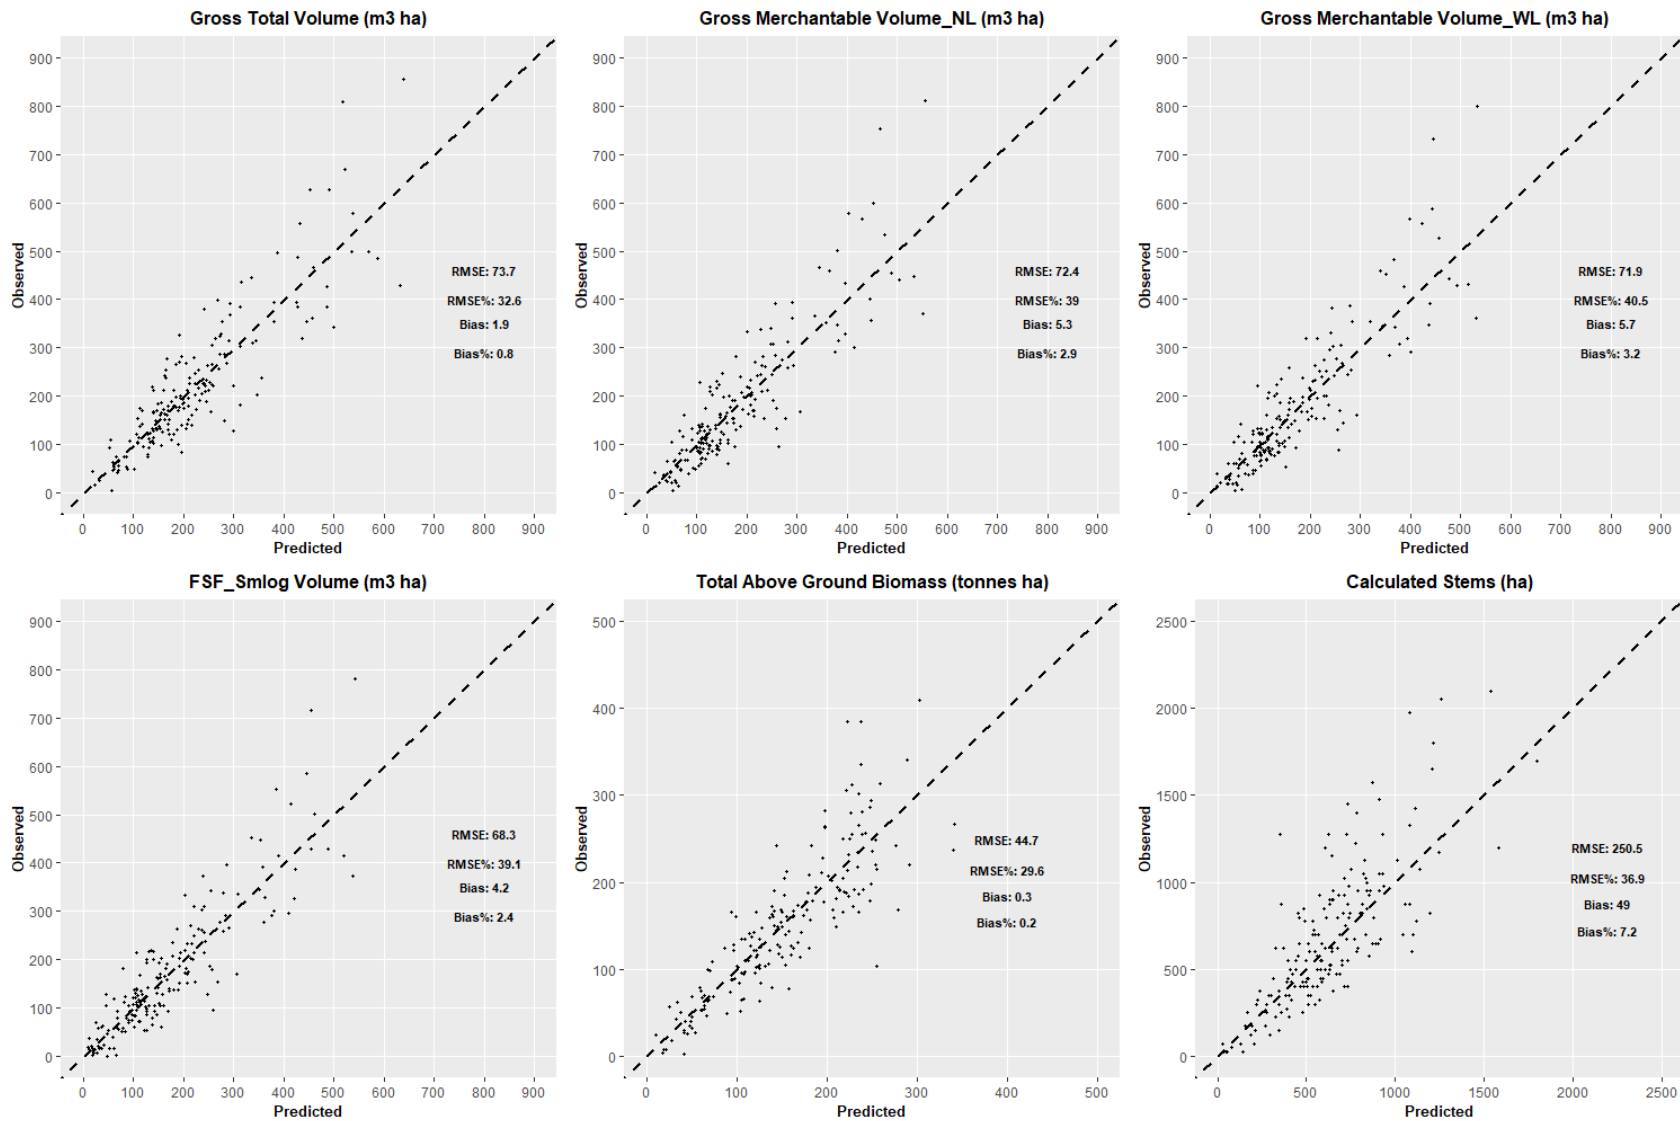 Gross Total Volume (m3 ha)
900
800
700
600
500
400
300
200
100
0
Observed
RMSE: 73.7
RMSE%: 32.6
Bias: 1.9
Bias%: 0.8
0 100 200 300 400 500 600 700 800 900
Predicted
Gross Merchantable Volume_NL (m3 ha)
900
800
700
600
500
400
300
200
100
0
Observed
RMSE: 72.4
RMSE%: 39
Bias: 5.3
Bias%: 2.9
0 100 200 300 400 500 600 700 800 900
Predicted
Gross Merchantable Volume_WL (m3 ha)
900
800
700
600
500
400
300
200
100
0
Observed
RMSE: 71.9
RMSE%: 40.5
Bias: 5.7
Bias%: 3.2
0 100 200 300 400 500 600 700 800 900
Predicted
FSF_Smlog Volume (m3 ha)
900
800
700
600
500
400
300
200
100
0
Observed
RMSE: 68.3
RMSE%: 39.1
Bias: 4.2
Bias%: 2.4
0 100 200 300 400 500 600 700 800 900
Predicted
Total Above Ground Biomass (tonnes ha)
500
400
300
200
100
0
Observed
RMSE: 44.7
RMSE%: 29.6
Bias: 0.3
Bias%: 0.2
0 100 200 300 400 500
Predicted
Calculated Stems (ha)
2500
2000
1500
1000
500
0
Observed
RMSE: 250.5
RMSE%: 36.9
Bias: 49
Bias%: 7.2
0 500 1000 1500 2000 2500
Predicted